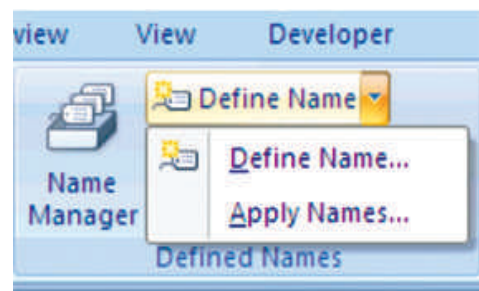 view View Developer
Define Name
Define Name...
Apply Names...
Name
Manager
Defined Names